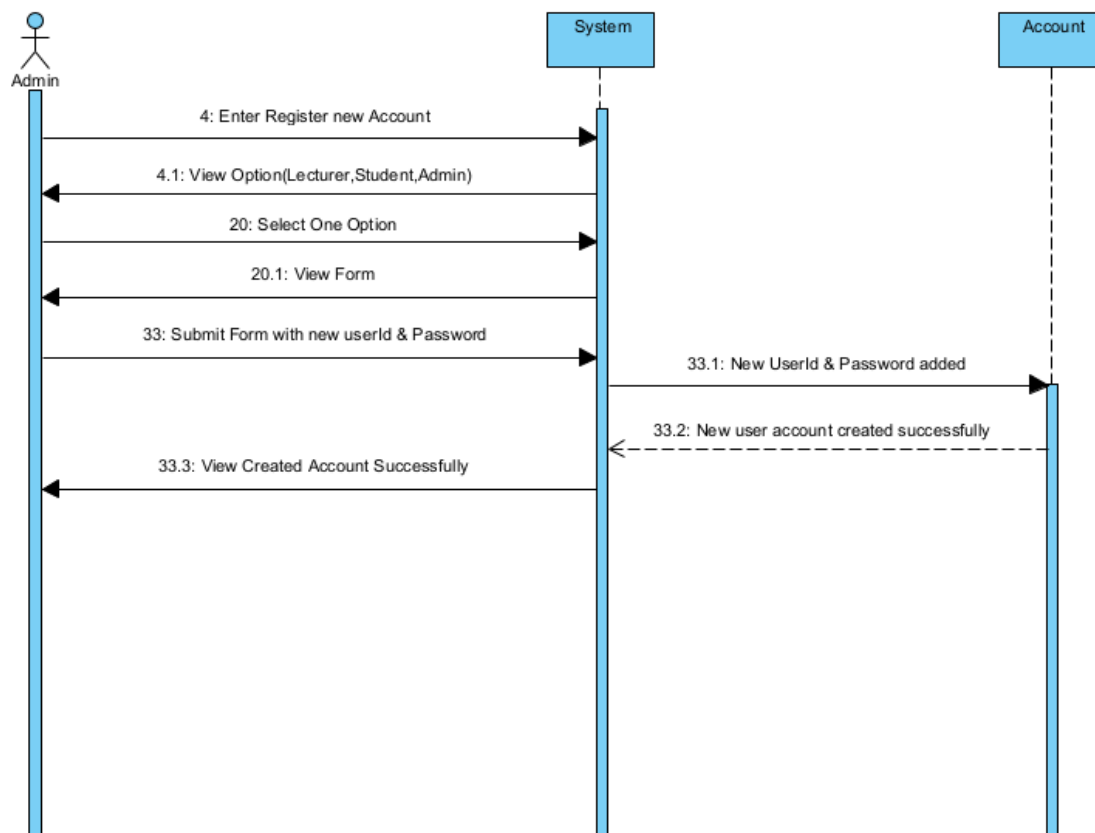 System
Account
Admin
4: Enter Register new Account
4.1: View Option(Lecturer,Student,Admin)
20: Select One Option
20.1: View Form
33: Submit Form with new userId & Password
33.1: New UserId & Password added
33.2: New user account created successfully
33.3: View Created Account Successfully